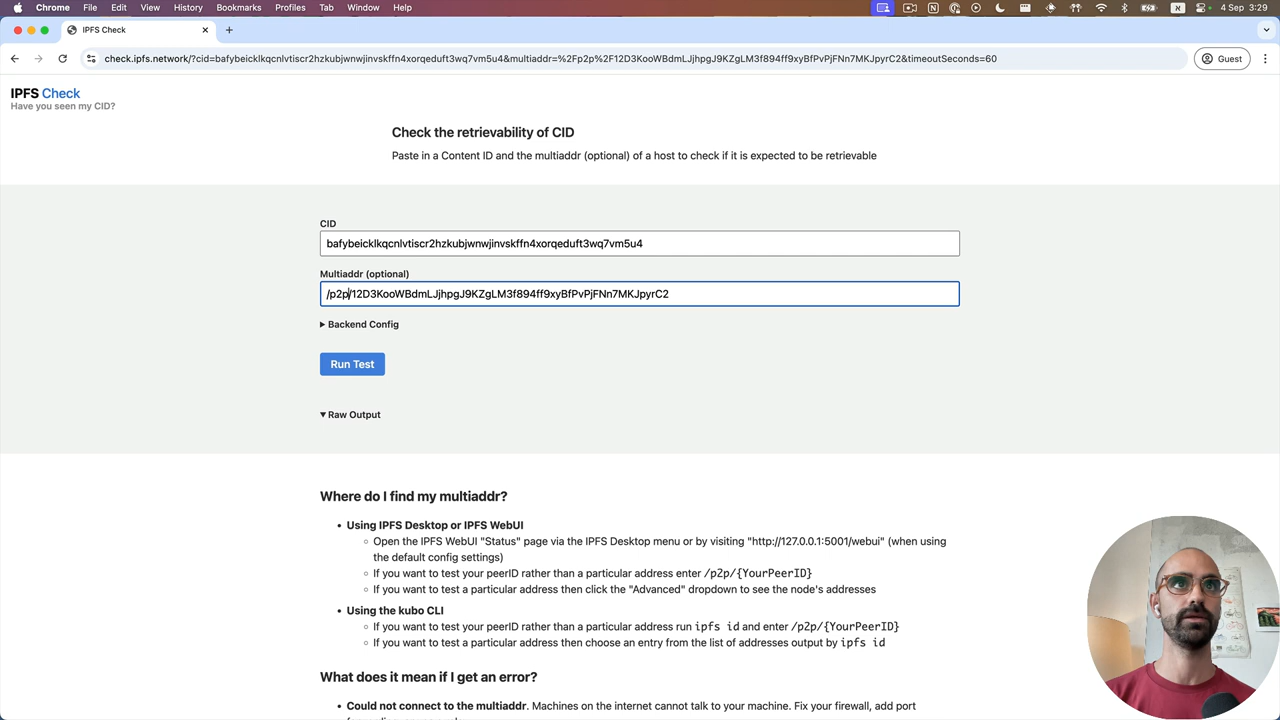 Chrome File Edit View History Bookmarks Profiles Tab Window Help 4 Sep 3:29
IPFS Check
check.ipfs.network/?cid=bafybeicklkqcnlvtiscr2hzkubjwnwjinvskffn4xorqeduft3wq7vm5u4&multiaddr=%2Fp2p%2F12D3KooWBdmLJjhpgJ9KZgLM3f894ff9xyBfPvPjFNn7MKJpyrC2&timeoutSeconds=60 Guest
IPFS Check
Have you seen my CID?
Check the retrievability of CID
Paste in a Content ID and the multiaddr (optional) of a host to check if it is expected to be retrievable
CID
bafybeicklkqcnlvtiscr2hzkubjwnwjinvskffn4xorqeduft3wq7vm5u4
Multiaddr (optional)
/p2p/12D3KooWBdmLJjhpgJ9KZgLM3f894ff9xyBfPvPjFNn7MKJpyrC2
Backend Config
Run Test
Raw Output
Where do I find my multiaddr?
• Using IPFS Desktop or IPFS WebUI
Open the IPFS WebUI "Status" page via the IPFS Desktop menu or by visiting "http://127.0.0.1:5001/webui" (when using
the default config settings)
If you want to test your peerID rather than a particular address enter /p2p/{YourPeerID}
If you want to test a particular address then click the "Advanced" dropdown to see the node's addresses
• Using the kubo CLI
If you want to test your peerID rather than a particular address run ipfs id and enter /p2p/{YourPeerID}
If you want to test a particular address then choose an entry from the list of addresses output by ipfs id
What does it mean if I get an error?
• Could not connect to the multiaddr. Machines on the internet cannot talk to your machine. Fix your firewall, add port